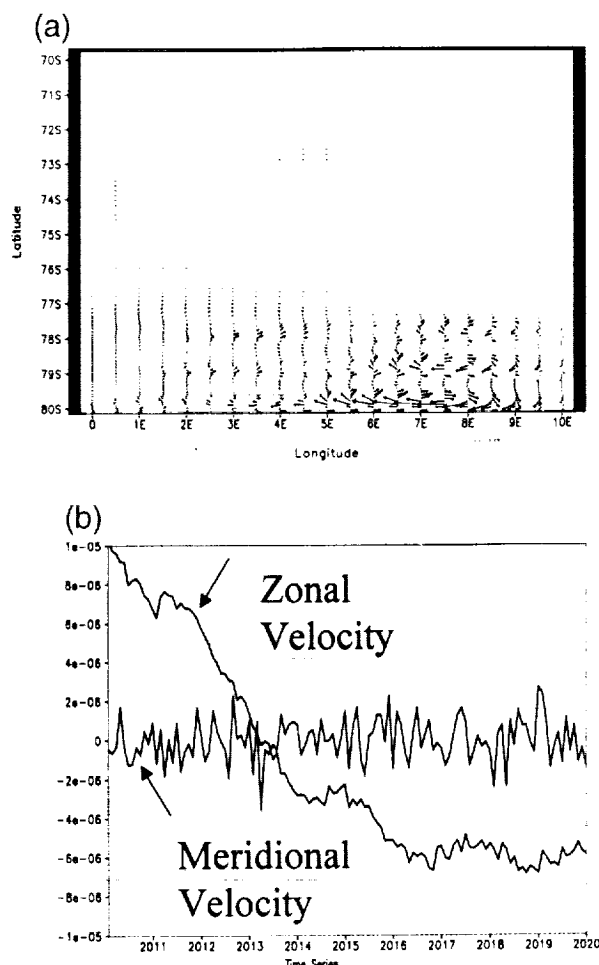 (a)
70S
71S
72S
73S
74S
75S
76S
77S
78S
79S
80S
Latitude
0 1E 2E 3E 4E 5E 6E 7E 8E 9E 10E
Longitude
(b)
1e-05
8e-06
6e-06
4e-06
2e-06
0
-2e-06
-4e-06
-6e-06
-8e-06
-1e-05
Zonal
Velocity
Meridional
Velocity
2011 2012 2013 2014 2015 2016 2017 2018 2019 2020
Time Series